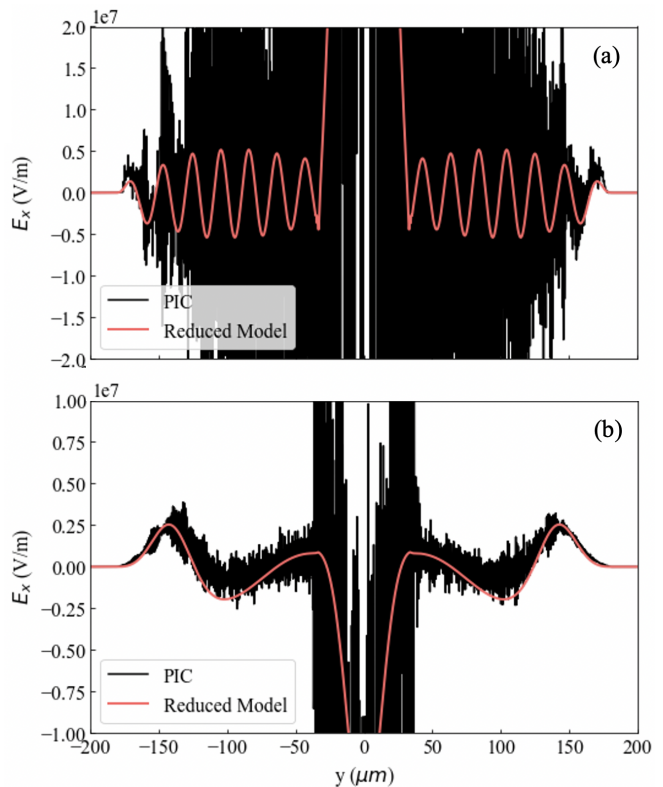 1e7
2.0
(a)
1.5
1.0
0.5
0.0
−0.5
−1.0
−1.5
−2.0
Eₓ (V/m)
PIC
Reduced Model
1e7
1.00
(b)
0.75
0.50
0.25
0.00
−0.25
−0.50
−0.75
−1.00
Eₓ (V/m)
PIC
Reduced Model
−200 −150 −100 −50 0 50 100 150 200
y (μm)